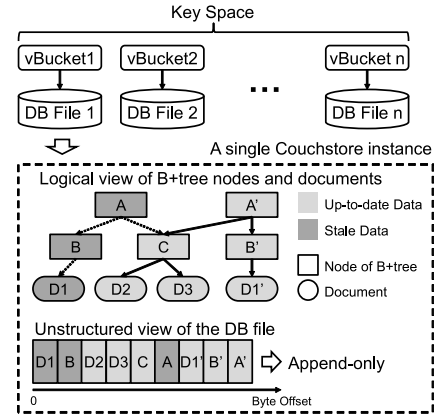 Key Space
vBucket1 vBucket2 vBucket n
DB File 1 DB File 2 ... DB File n
A single Couchstore instance
Logical view of B+tree nodes and documents
A A' Up-to-date Data
Stale Data
B C B' Node of B+tree
D1 D2 D3 D1' Document
Unstructured view of the DB file
D1 B D2 D3 C A D1' B' A' Append-only
0 Byte Offset